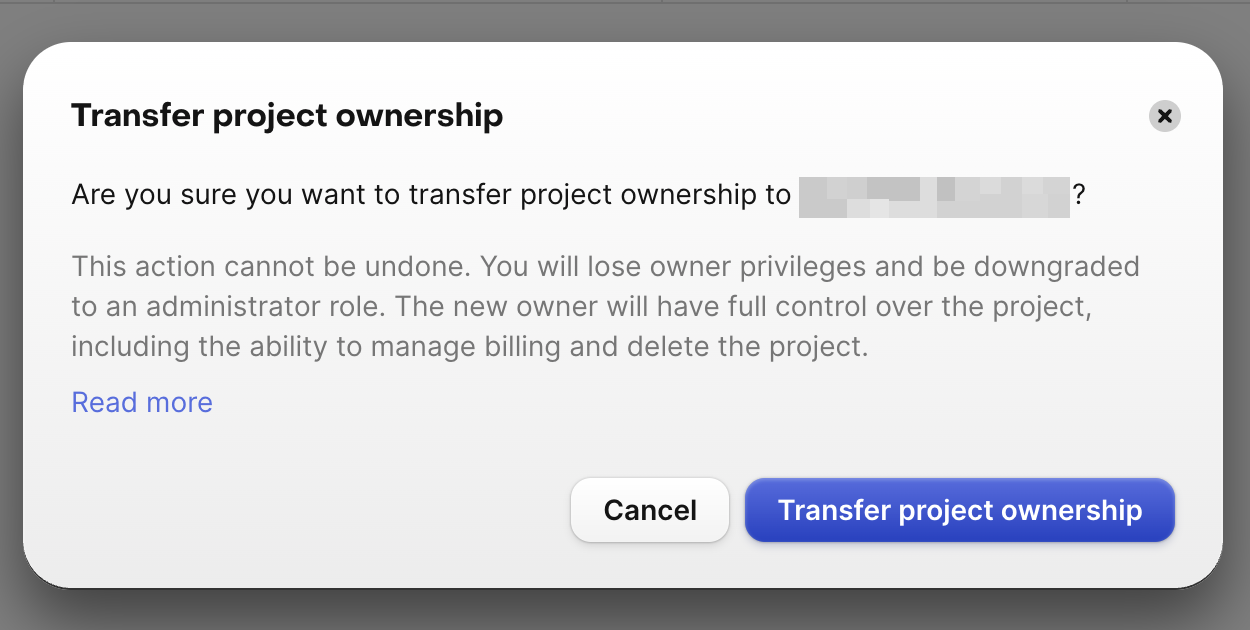 Transfer project ownership
Are you sure you want to transfer project ownership to ?
This action cannot be undone. You will lose owner privileges and be downgraded
to an administrator role. The new owner will have full control over the project,
including the ability to manage billing and delete the project.
Read more
Cancel
Transfer project ownership